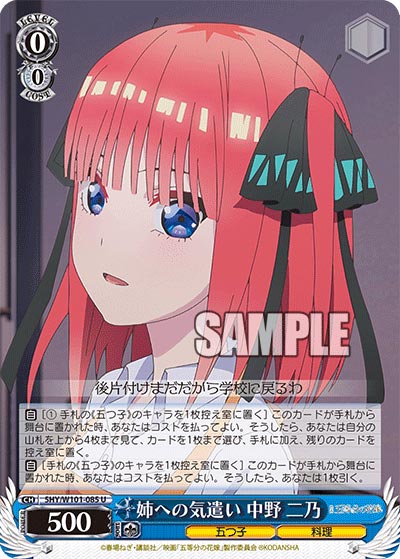 LEVEL
0
0
COST
SAMPLE
後片付けまだだから学校に戻るわ
自[(1) 手札の《五つ子》のキャラを1枚控え室に置く] このカードが手札から
舞台に置かれた時、あなたはコストを払ってよい。そうしたら、あなたは自分の
山札を上から4枚まで見て、カードを1枚まで選び、手札に加え、残りのカードを
控え室に置く。
自[① 手札の《五つ子》のキャラを1枚控え室に置く] このカードが手札から
舞台に置かれた時、あなたはコストを払ってよい。そうしたら、あなたは自分の
CH 5HY/W101-085 U
500
姉への気遣い 中野 二乃
五つ子
料理
©春場ねぎ・講談社／映画「五等分の花嫁」製作委員会 ®KODANSHA